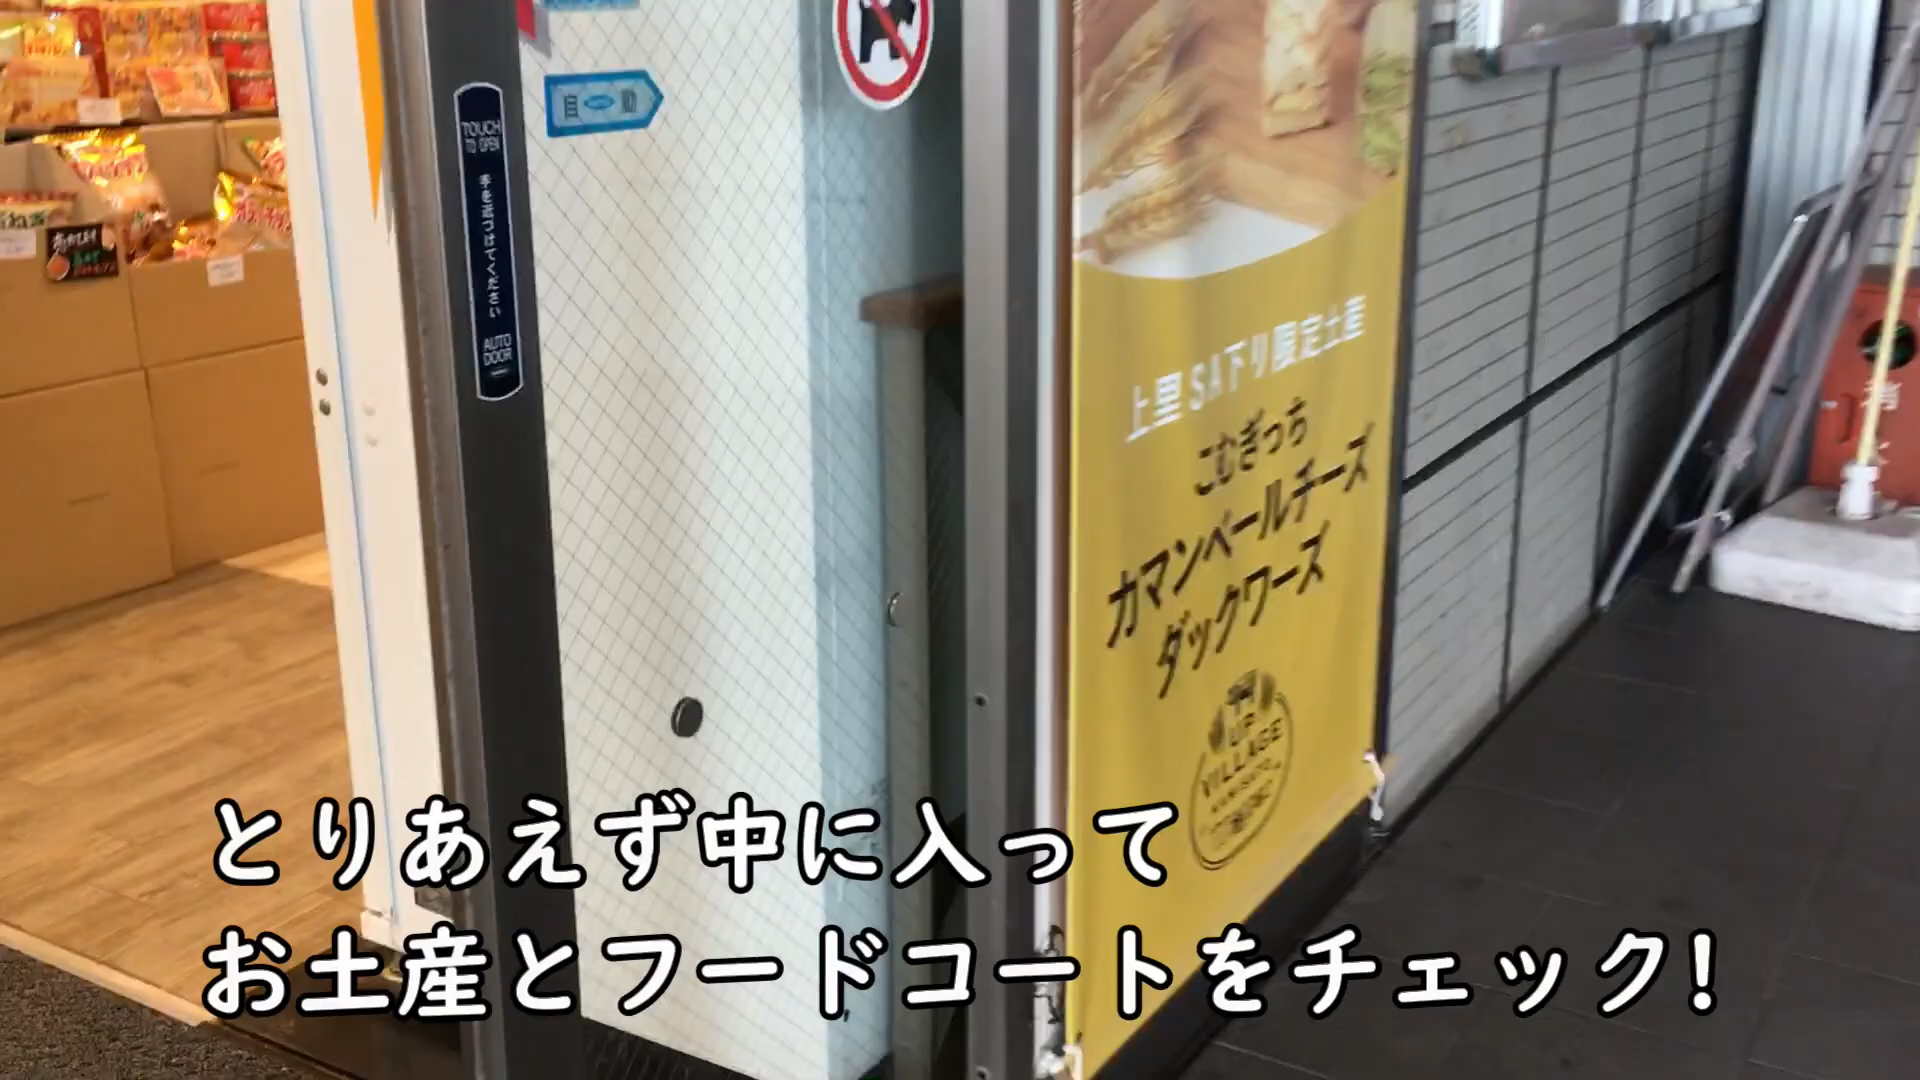 TOUCH
TO OPEN
手を近づけてください
AUTO
DOOR
上里SA下り限定土産
こむぎっち
カマンベールチーズ
ダックワーズ
UP
VILLAGE
とりあえず中に入って
お土産とフードコートをチェック!